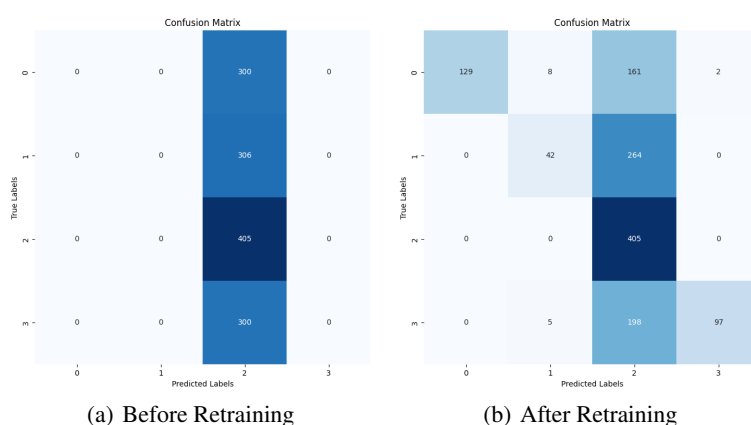 Confusion Matrix
0 0 300 0
0 0 306 0
0 0 405 0
0 0 300 0
0 1 2 3
0 1 2 3
True Labels
Predicted Labels
(a) Before Retraining
Confusion Matrix
129 8 161 2
0 42 264 0
0 0 405 0
0 5 198 97
0 1 2 3
0 1 2 3
True Labels
Predicted Labels
(b) After Retraining